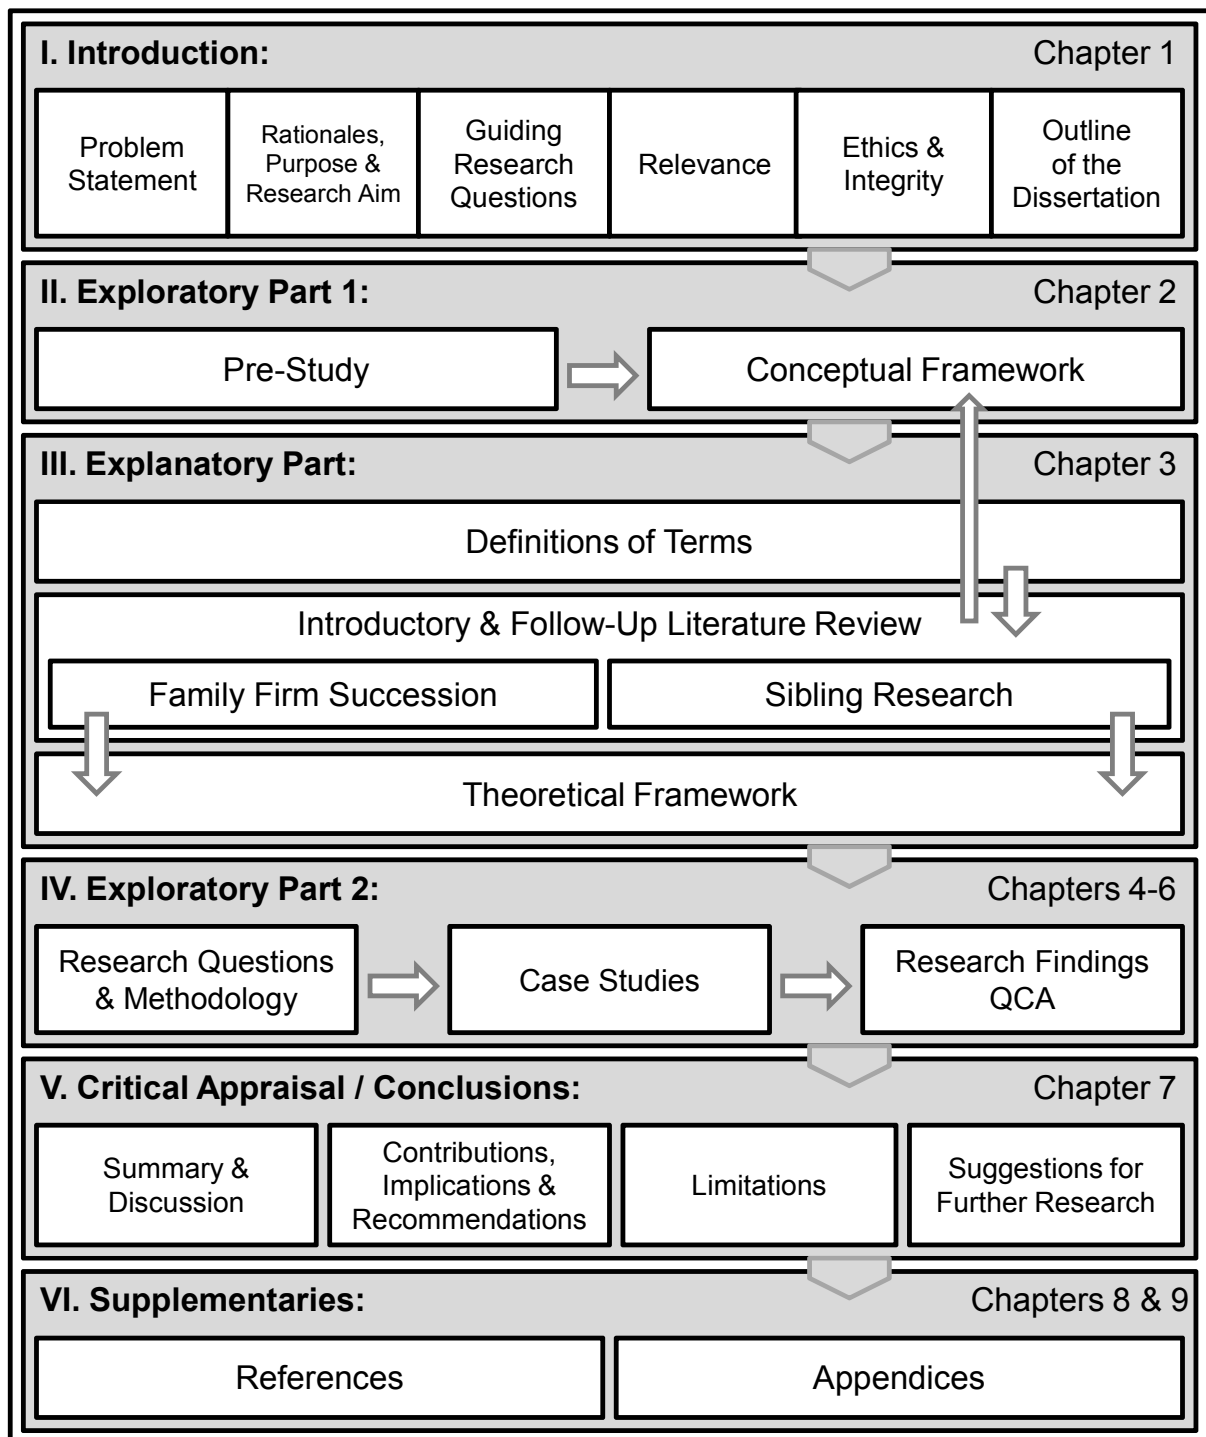 I. Introduction: Chapter 1
Problem
Statement
Rationales,
Purpose &
Research Aim
Guiding
Research
Questions
Relevance
Ethics &
Integrity
Outline
of the
Dissertation
II. Exploratory Part 1: Chapter 2
Pre-Study
Conceptual Framework
III. Explanatory Part: Chapter 3
Definitions of Terms
Introductory & Follow-Up Literature Review
Family Firm Succession
Sibling Research
Theoretical Framework
IV. Exploratory Part 2: Chapters 4-6
Research Questions
& Methodology
Case Studies
Research Findings
QCA
V. Critical Appraisal / Conclusions: Chapter 7
Summary &
Discussion
Contributions,
Implications &
Recommendations
Limitations
Suggestions for
Further Research
VI. Supplementaries: Chapters 8 & 9
References
Appendices